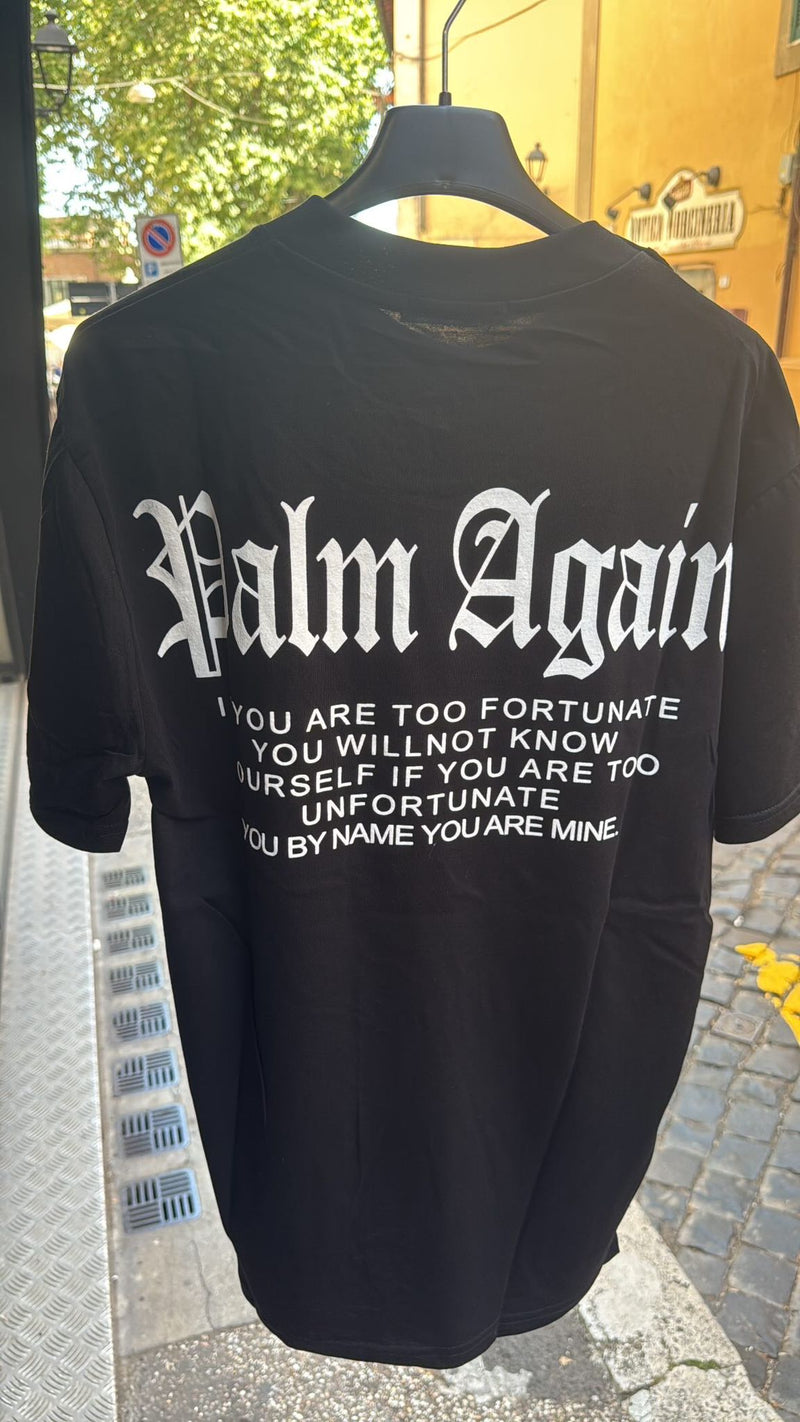 Palm Again
YOU ARE TOO FORTUNATE
YOU WILLNOT KNOW
OURSELF IF YOU ARE TOO
UNFORTUNATE
YOU BY NAME YOU ARE MINE.